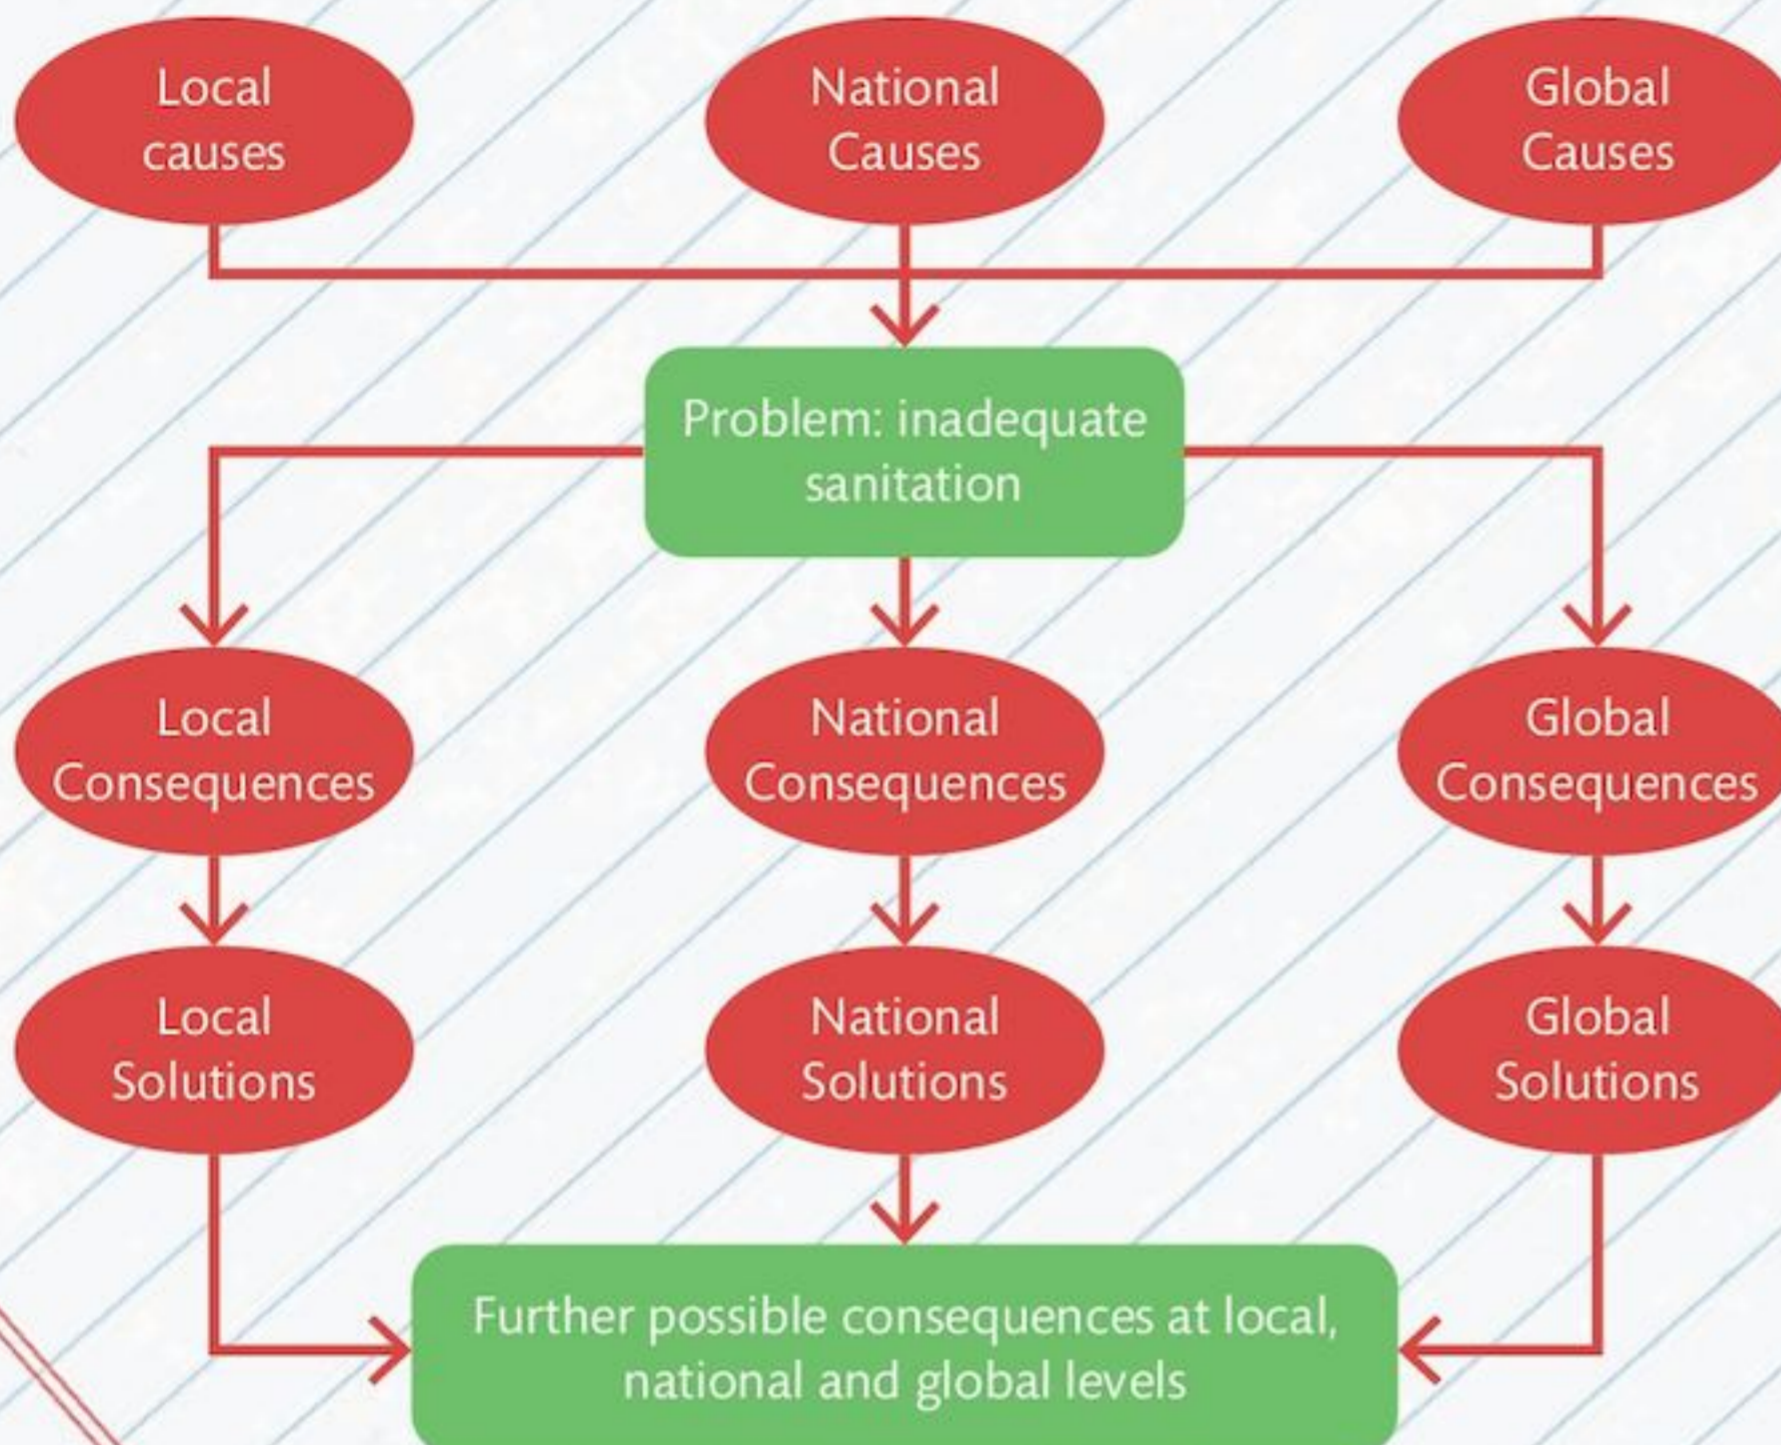 Local
causes
National
Causes
Global
Causes
Problem: inadequate
sanitation
Local
Consequences
National
Consequences
Global
Consequences
Local
Solutions
National
Solutions
Global
Solutions
Further possible consequences at local,
national and global levels